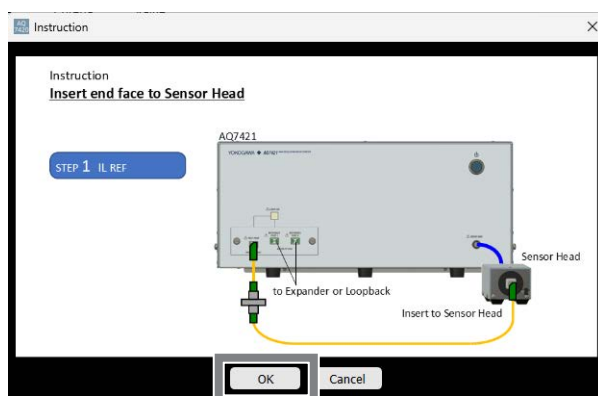 Instruction
Instruction
Insert end face to Sensor Head
AQ7421
STEP 1 IL REF
YOKOGAWA
Sensor Head
to Expander or Loopback
Insert to Sensor Head
OK
Cancel